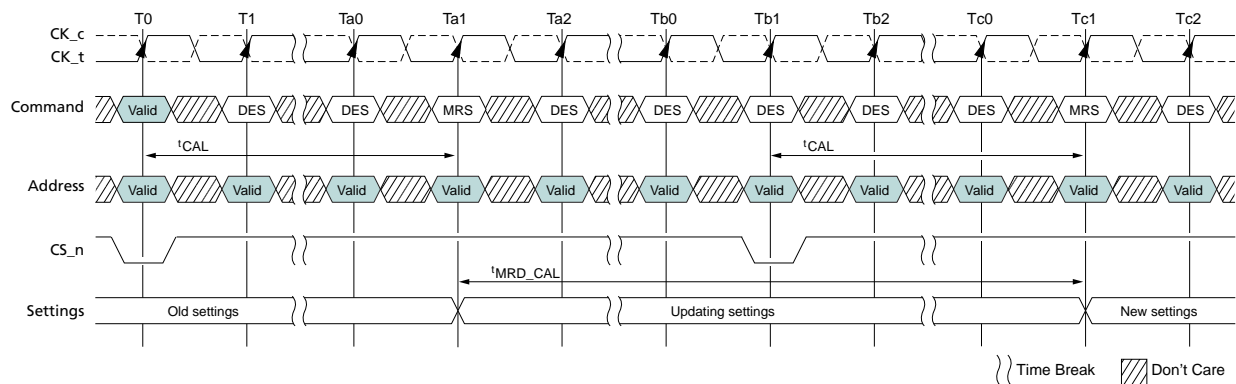 T0 T1 Ta0 Ta1 Ta2 Tb0 Tb1 Tb2 Tc0 Tc1 Tc2
CK_c
CK_t
Command Valid DES DES MRS DES DES DES DES DES MRS DES
tCAL tCAL
Address Valid Valid Valid Valid Valid Valid Valid Valid Valid Valid Valid
CS_n
tMRD_CAL
Settings Old settings Updating settings New settings
Time Break Don't Care